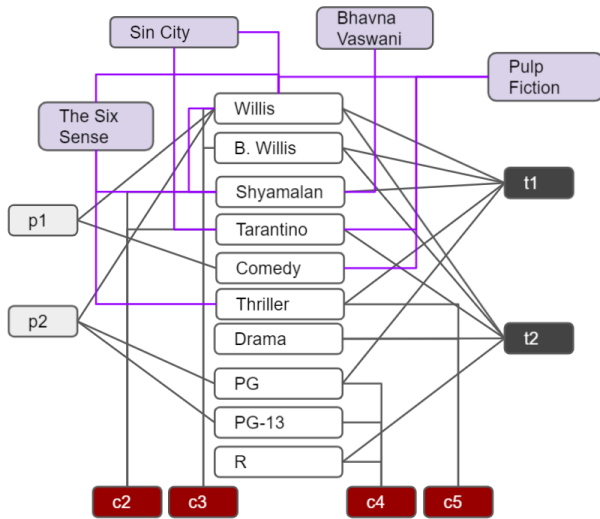 Sin City
Bhavna
Vaswani
Pulp
Fiction
The Six
Sense
Willis
B. Willis
Shyamalan
Tarantino
Comedy
Thriller
Drama
PG
PG-13
R
p1
p2
t1
t2
c2
c3
c4
c5